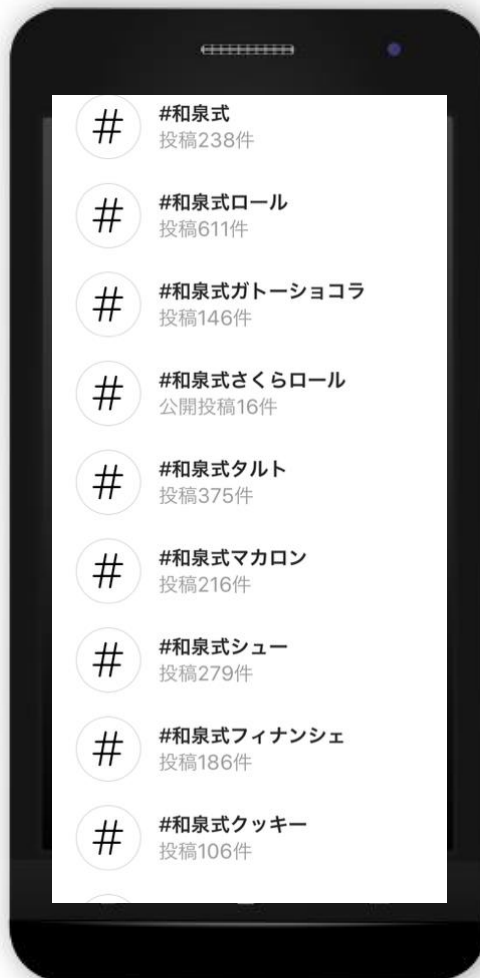 #和泉式
投稿238件
#和泉式ロール
投稿611件
#和泉式ガトーショコラ
投稿146件
#和泉式さくらロール
公開投稿16件
#和泉式タルト
投稿375件
#和泉式マカロン
投稿216件
#和泉式シュー
投稿279件
#和泉式フィナンシェ
投稿186件
#和泉式クッキー
投稿106件